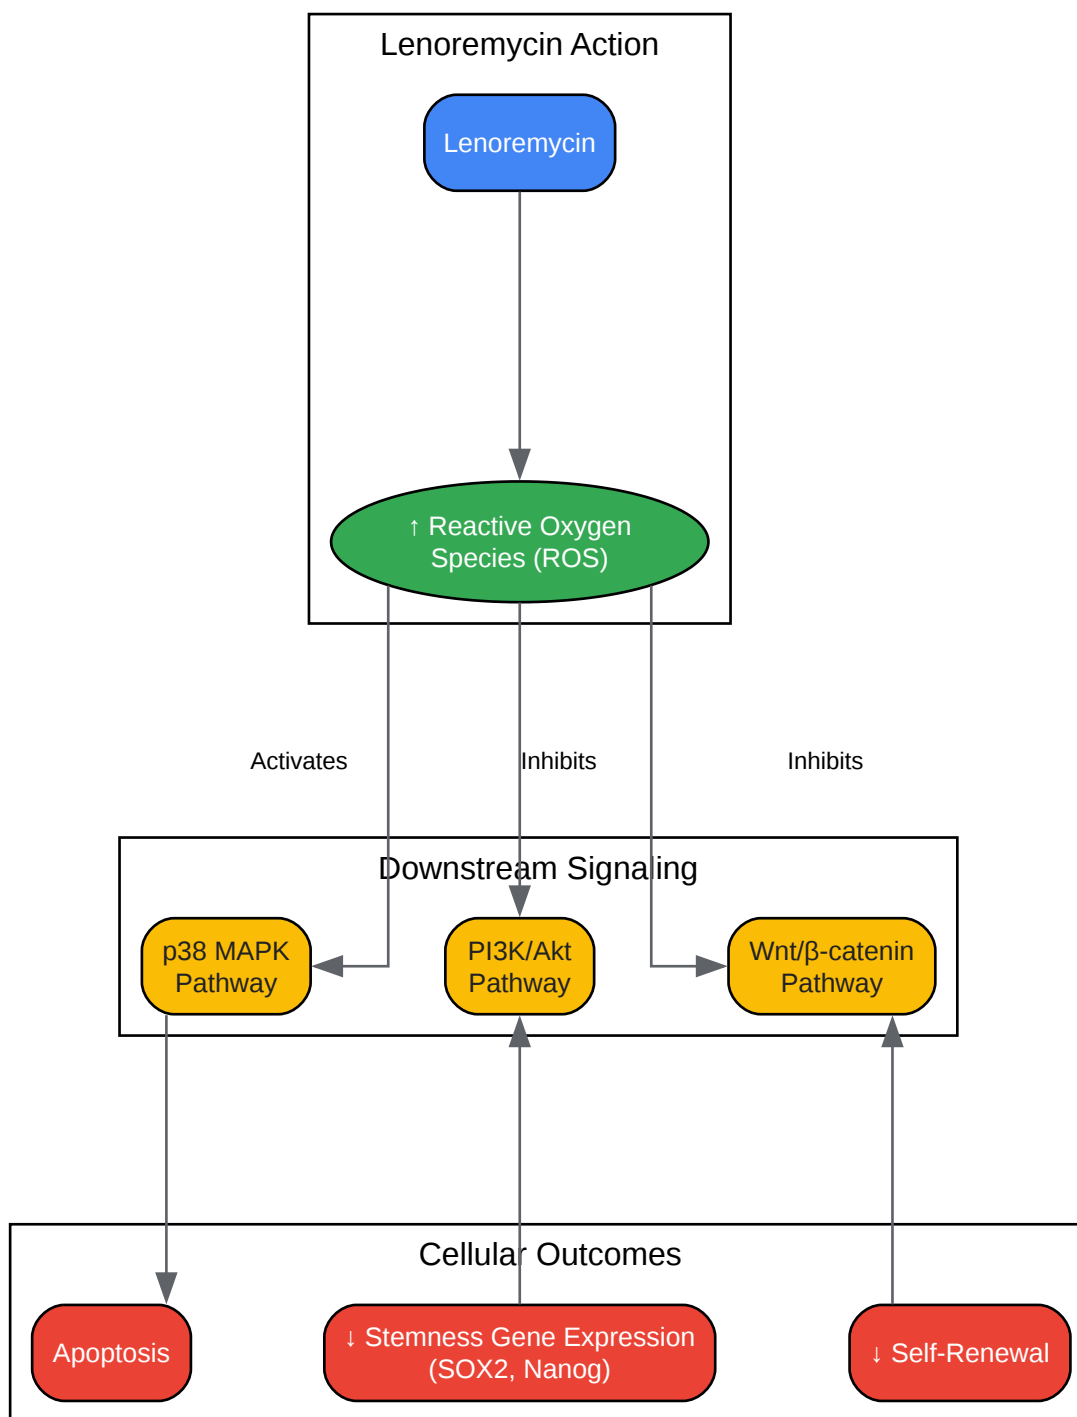 Lenoremycin Action
Lenoremycin
↑ Reactive Oxygen
Species (ROS)
Activates
Inhibits
Inhibits
Downstream Signaling
p38 MAPK
Pathway
PI3K/Akt
Pathway
Wnt/β-catenin
Pathway
Cellular Outcomes
Apoptosis
↓ Stemness Gene Expression
(SOX2, Nanog)
↓ Self-Renewal